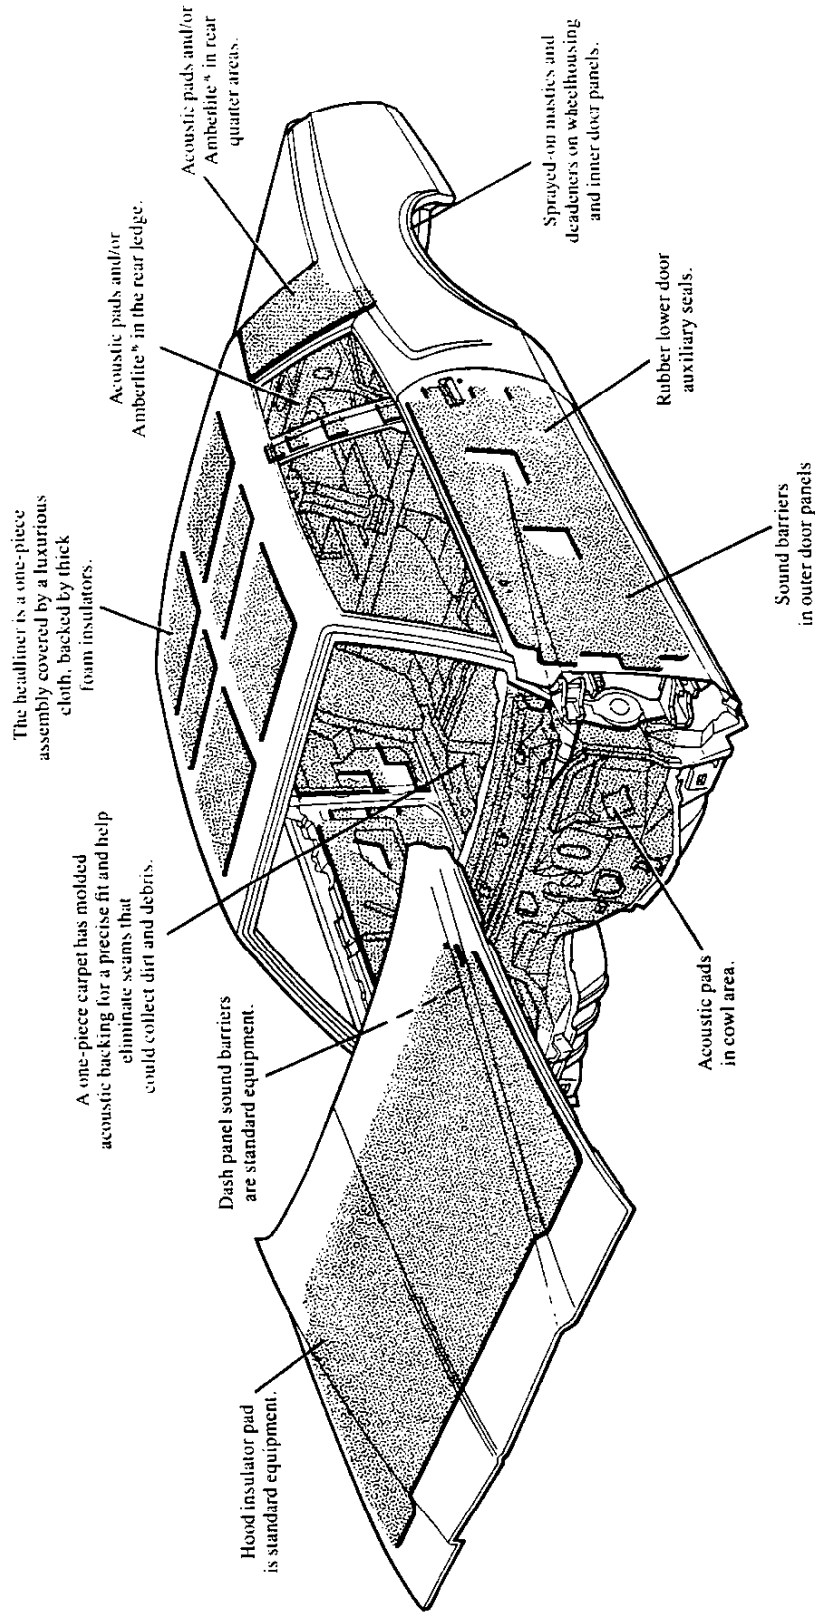 Hood insulator pad
is standard equipment.
Dash panel sound barriers
are standard equipment.
A one-piece carpet has molded
acoustic backing for a precise fit and help
eliminate seams that
could collect dirt and debris.
The headliner is a one-piece
assembly covered by a luxurious
cloth, backed by thick
foam insulators.
Acoustic pads and/or
Amberlite* in the rear ledge.
Acoustic pads and/or
Amberlite* in rear
quarter areas.
Acoustic pads
in cowl area.
Sound barriers
in outer door panels
Rubber lower door
auxiliary seals.
Sprayed-on mastics and
deadeners on wheelhousing
and inner door panels.